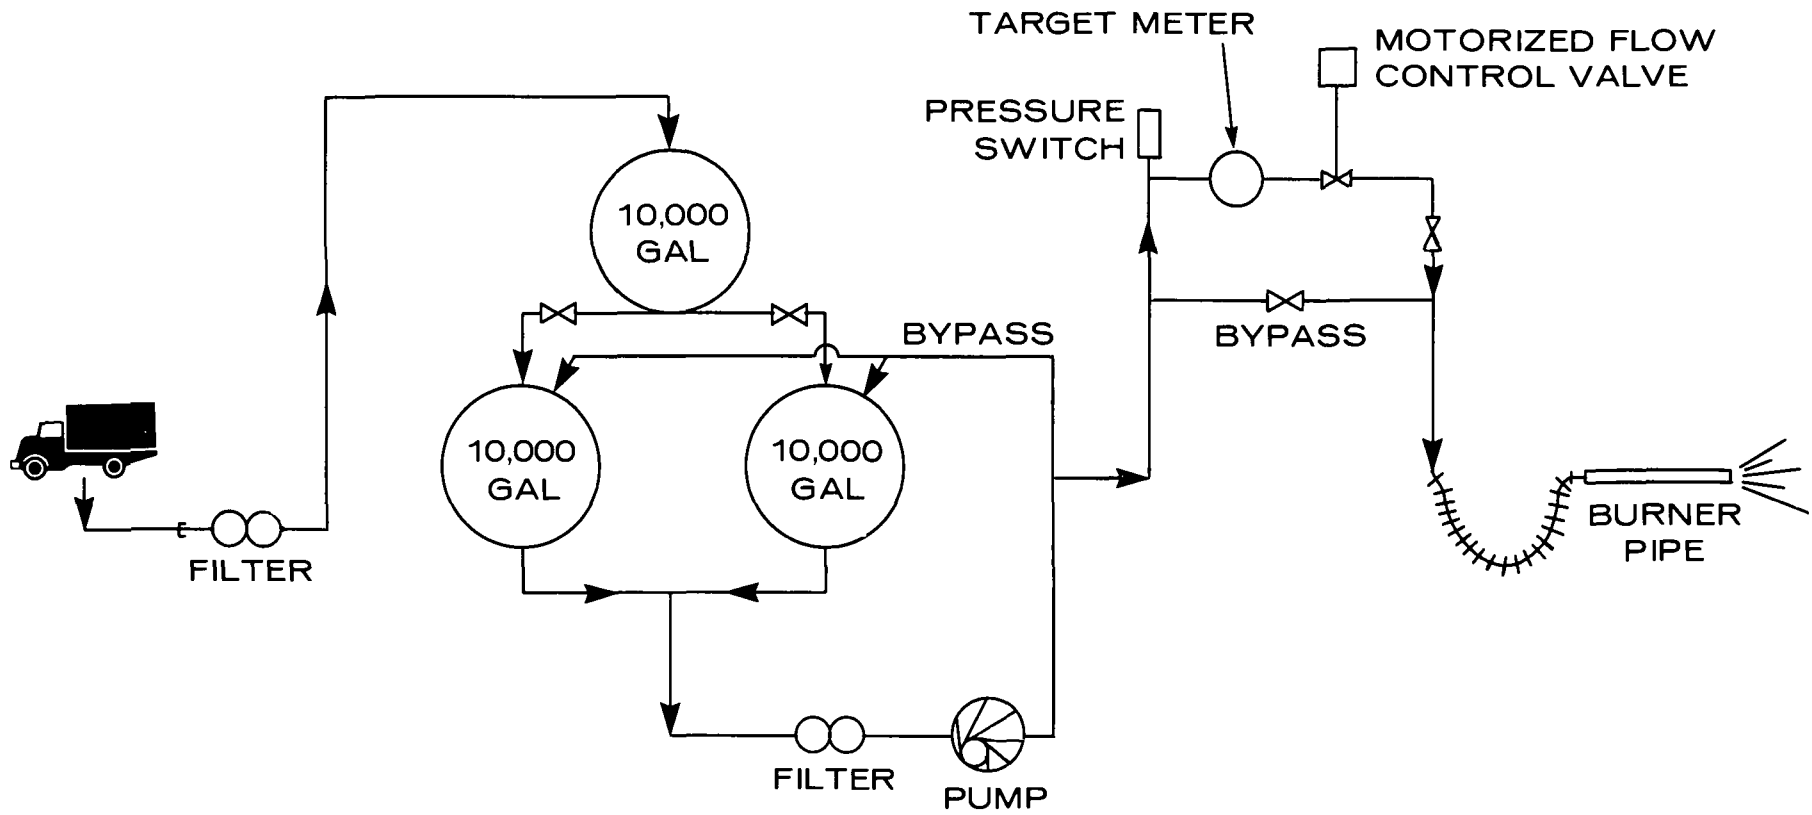 TARGET METER
MOTORIZED FLOW
CONTROL VALVE
PRESSURE
SWITCH
10,000
GAL
BYPASS
BYPASS
10,000
GAL
10,000
GAL
BURNER
PIPE
FILTER
FILTER
PUMP